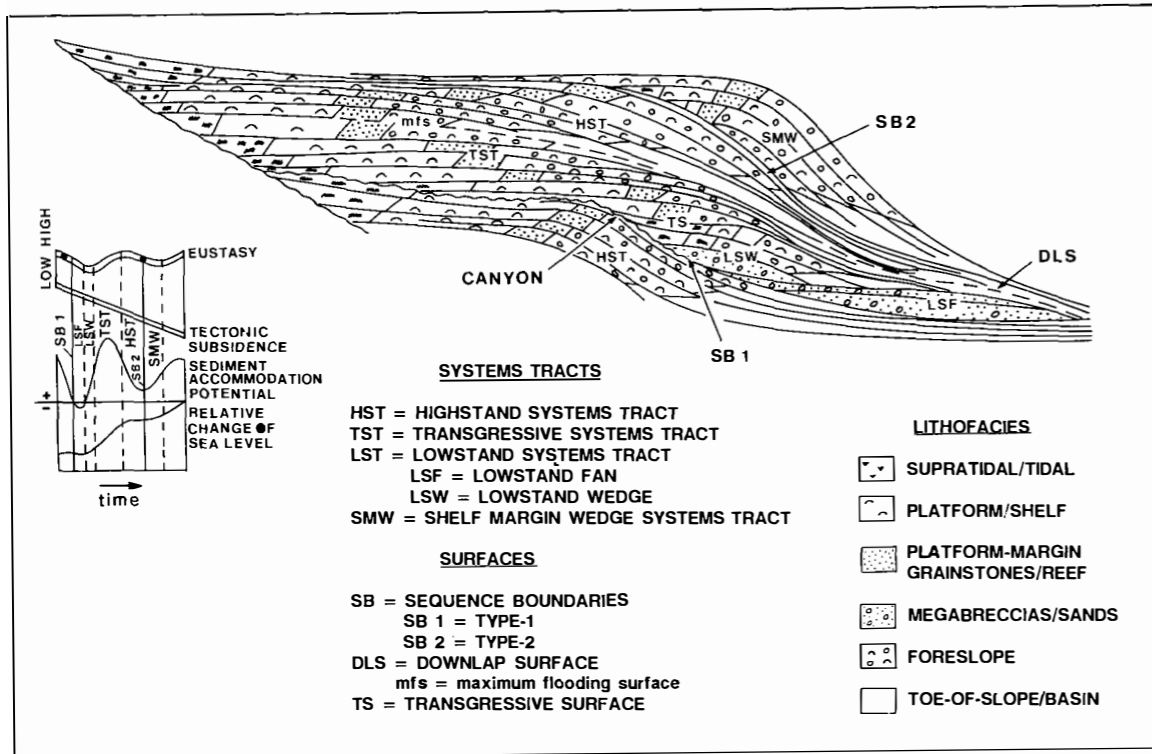 mfs
HST
TST
SMW
SB2
TS
LSW
HST
CANYON
DLS
LSF
SB 1
LOW HIGH
EUSTASY
SB 1
LSF
LSW
TST
HST
SB2
SMW
TECTONIC
SUBSIDENCE
SEDIMENT
ACCOMMODATION
POTENTIAL
- +
RELATIVE
CHANGE OF
SEA LEVEL
time
SYSTEMS TRACTS
HST = HIGHSTAND SYSTEMS TRACT
TST = TRANSGRESSIVE SYSTEMS TRACT
LST = LOWSTAND SYSTEMS TRACT
LSF = LOWSTAND FAN
LSW = LOWSTAND WEDGE
SMW = SHELF MARGIN WEDGE SYSTEMS TRACT
SURFACES
SB = SEQUENCE BOUNDARIES
SB 1 = TYPE-1
SB 2 = TYPE-2
DLS = DOWNLAP SURFACE
mfs = maximum flooding surface
TS = TRANSGRESSIVE SURFACE
LITHOFACIES
SUPRATIDAL/TIDAL
PLATFORM/SHELF
PLATFORM-MARGIN
GRAINSTONES/REEF
MEGABRECCIAS/SANDS
FORESLOPE
TOE-OF-SLOPE/BASIN